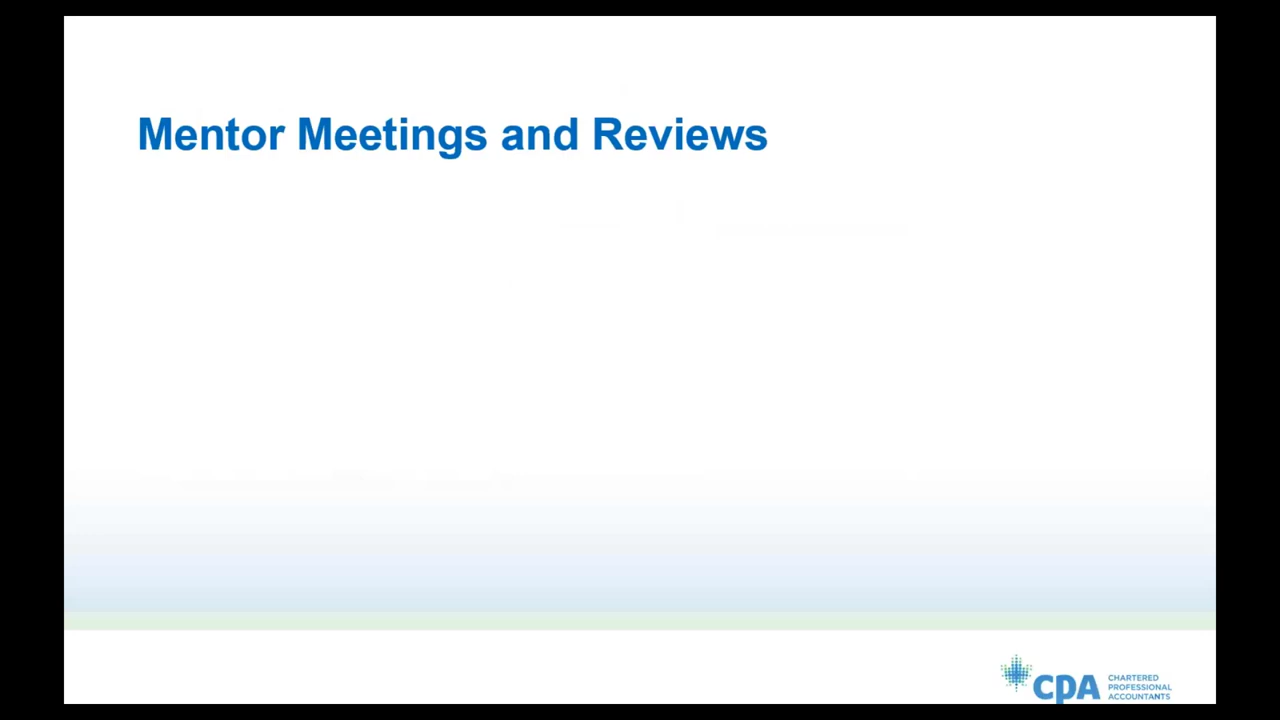 Mentor Meetings and Reviews
CPA
CHARTERED
PROFESSIONAL
ACCOUNTANTS